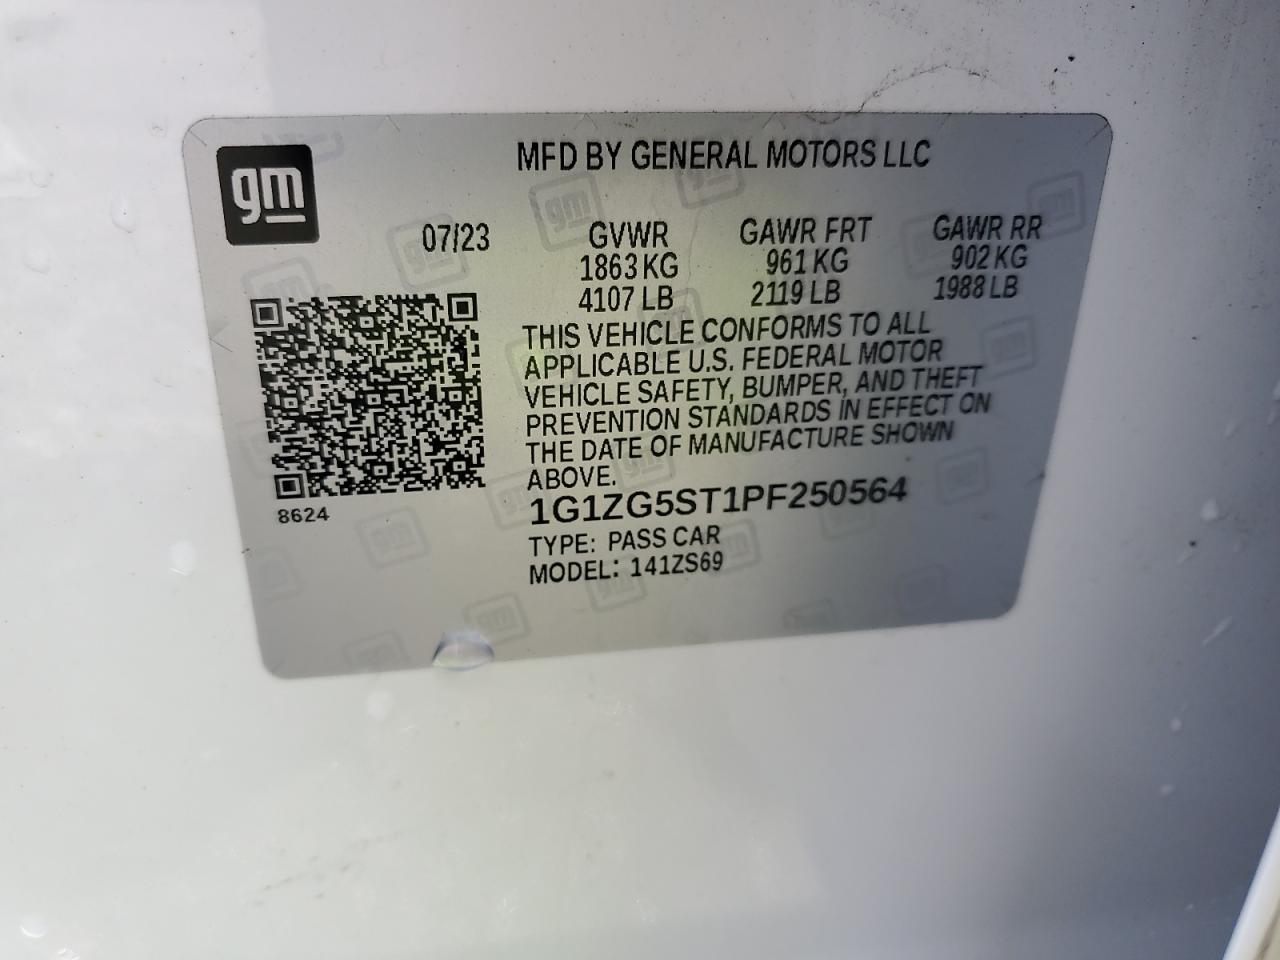 gm
MFD BY GENERAL MOTORS LLC
07/23 GVWR GAWR FRT GAWR RR
1863 KG 961 KG 902 KG
4107 LB 2119 LB 1988 LB
THIS VEHICLE CONFORMS TO ALL
APPLICABLE U.S. FEDERAL MOTOR
VEHICLE SAFETY, BUMPER, AND THEFT
PREVENTION STANDARDS IN EFFECT ON
THE DATE OF MANUFACTURE SHOWN
ABOVE.
1G1ZG5ST1PF250564
TYPE: PASS CAR
MODEL: 141ZS69
8624